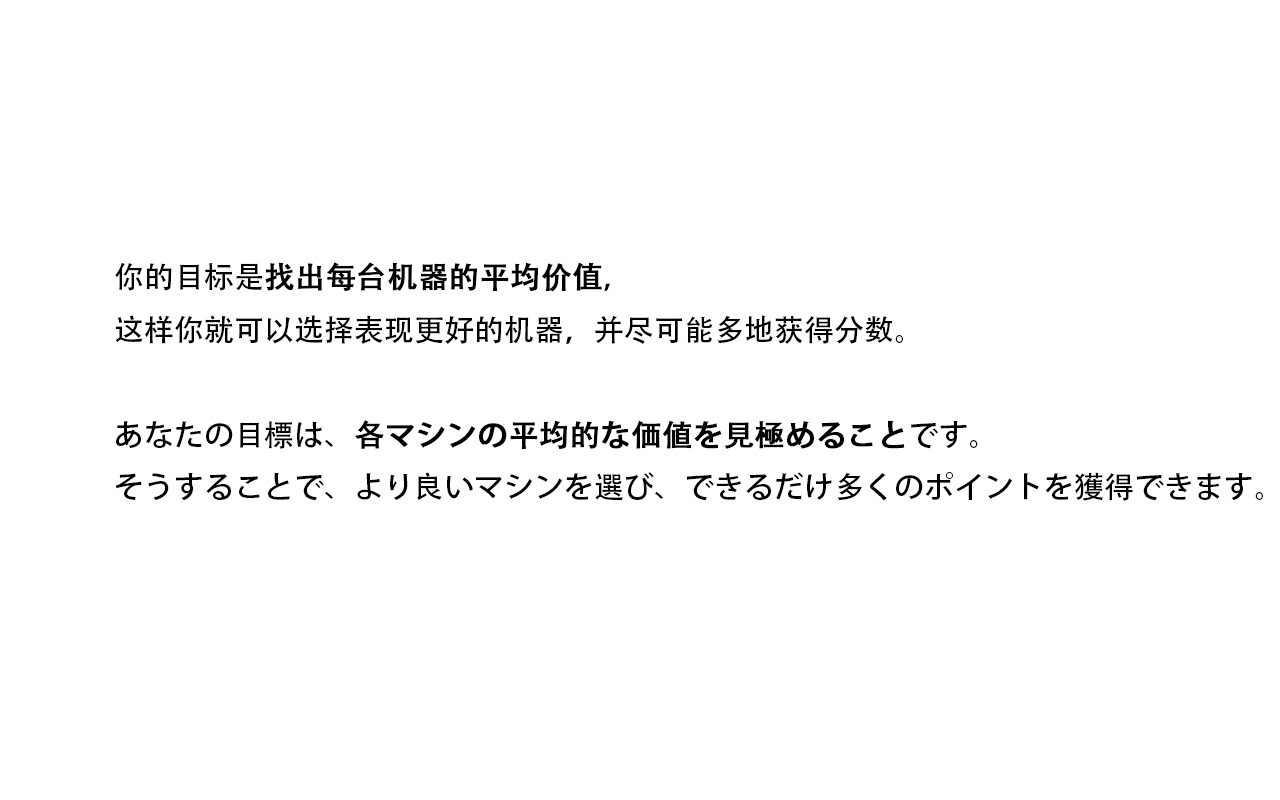 你的目标是找出每台机器的平均价值,
这样你就可以选择表现更好的机器，并尽可能多地获得分数。
あなたの目標は、各マシンの平均的な価値を見極めることです。
そうすることで、より良いマシンを選び、できるだけ多くのポイントを獲得できます。